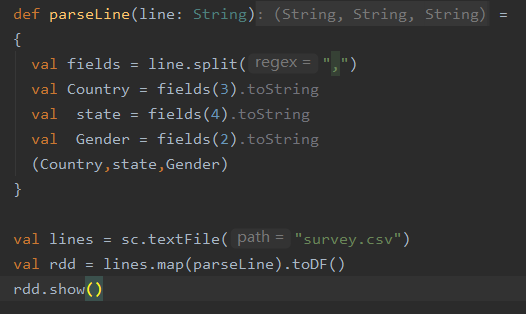 def parseLine(line: String): (String, String, String) =
{
  val fields = line.split( regex = ",")
  val Country = fields(3).toString
  val  state = fields(4).toString
  val  Gender = fields(2).toString
  (Country,state,Gender)
}
val lines = sc.textFile( path = "survey.csv")
val rdd = lines.map(parseLine).toDF()
rdd.show()